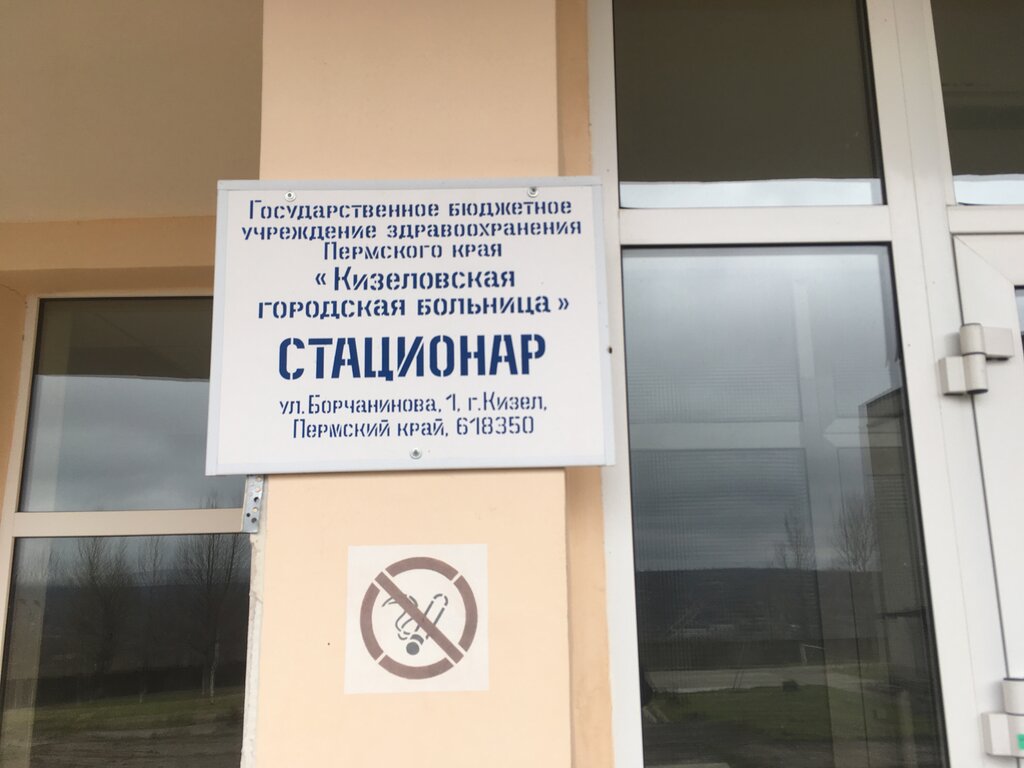 Государственное бюджетное
учреждение здравоохранения
Пермского края
«Кизеловская
городская больница»
СТАЦИОНАР
ул.Борчанинова, 1, г.Кизел,
Пермский край, 618350